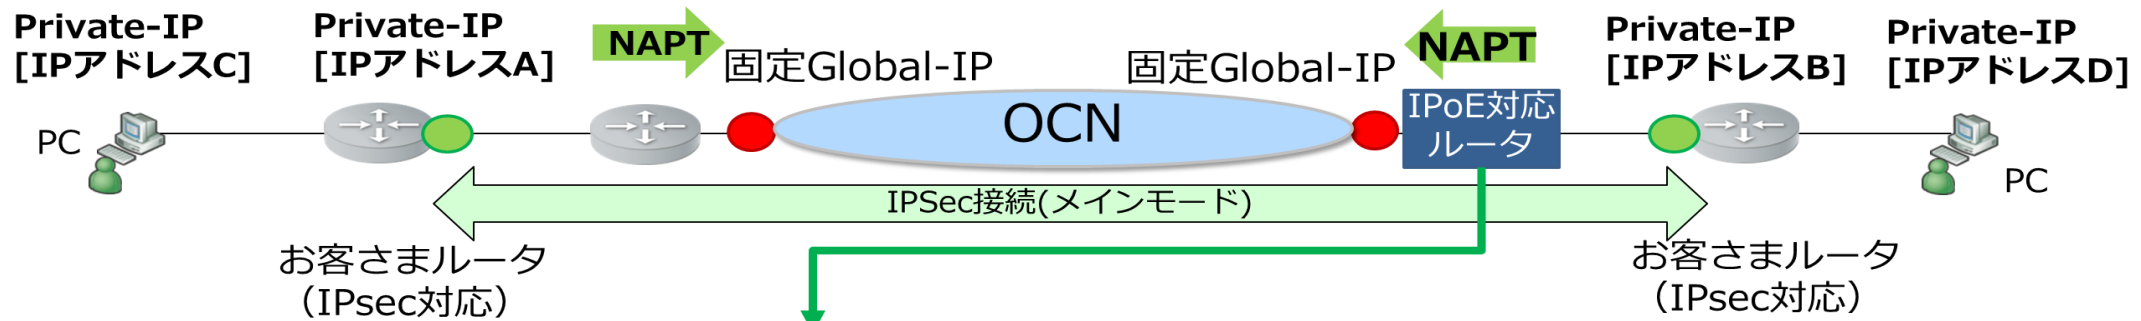 Private-IP
[IPアドレスC]
Private-IP
[IPアドレスA]
NAPT
固定Global-IP
固定Global-IP
NAPT
Private-IP
[IPアドレスB]
Private-IP
[IPアドレスD]
PC
OCN
IPoE対応
ルータ
PC
IPSec接続(メインモード)
お客さまルータ
（IPsec対応）
お客さまルータ
（IPsec対応）